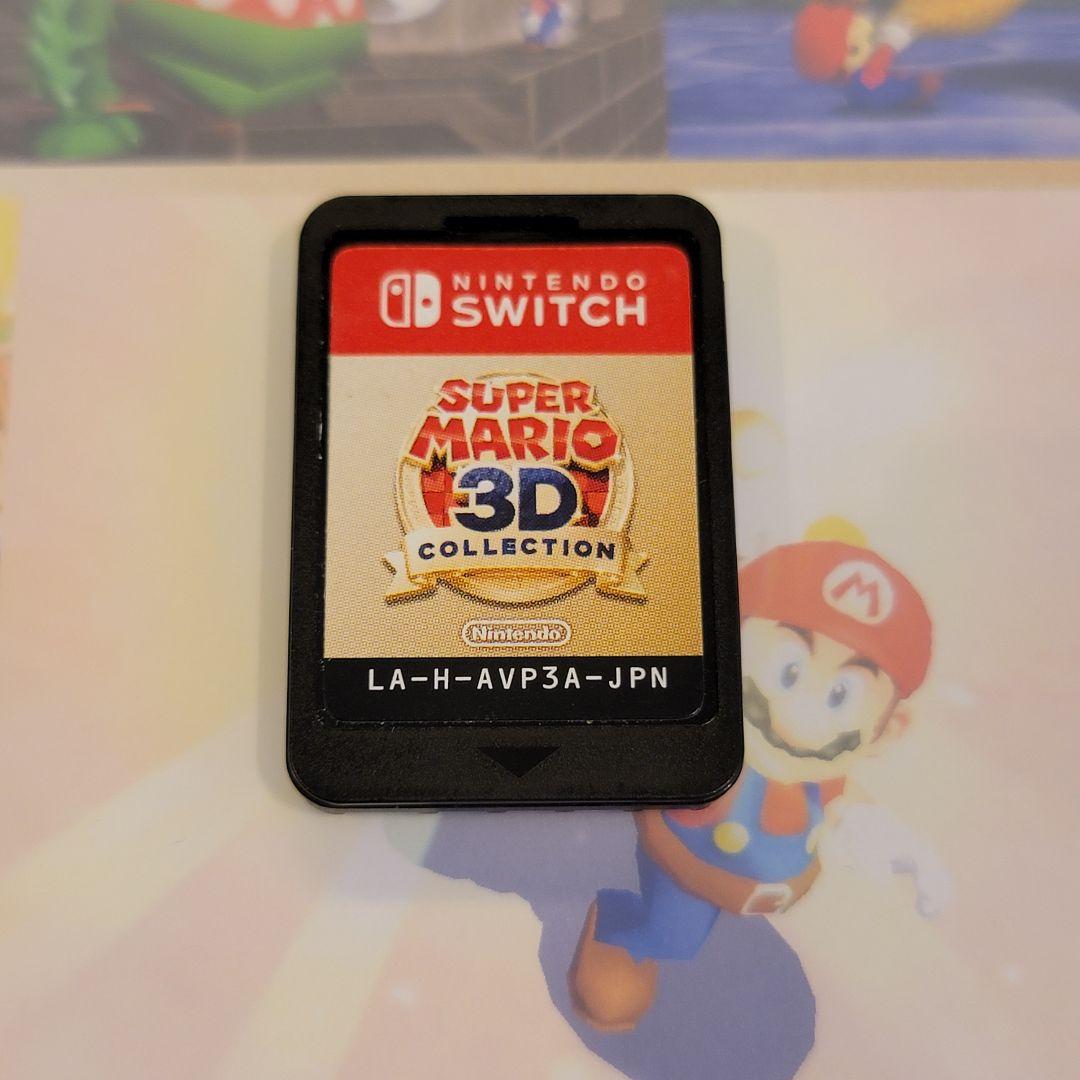 NINTENDO
SWITCH
SUPER
MARIO
3D
COLLECTION
Nintendo
LA-H-AVP3A-JPN
M